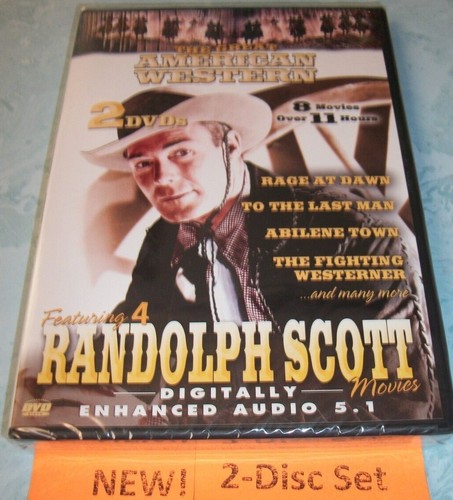 THE GREAT
AMERICAN
WESTERN
2 DVDs
8 Movies
Over 11 Hours
RAGE AT DAWN
TO THE LAST MAN
ABILENE TOWN
THE FIGHTING
WESTERNER
...and many more
Featuring 4
RANDOLPH SCOTT
Movies
DIGITALLY
ENHANCED AUDIO 5.1
DVD
NEW! 2-Disc Set